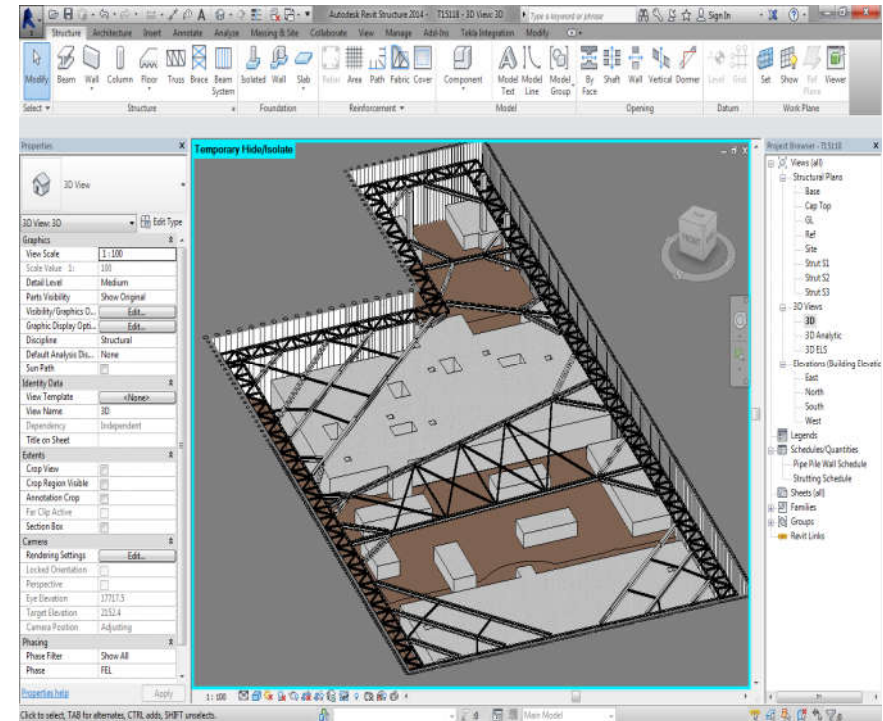 Autodesk Revit Structure 2014 - T15118 - 3D View: 3D
Type a keyword or phrase
Sign In
Structure Architecture Insert Annotate Analyze Massing & Site Collaborate View Manage Add-Ins Tekla Integration Modify
Modify Beam Wall Column Floor Truss Brace Beam System Isolated Wall Slab Rebar Area Path Fabric Cover Component Model Text Model Line Model Group By Face Shaft Wall Vertical Dormer Level Grid Set Show Ref Plane Viewer
Select Structure Foundation Reinforcement Model Opening Datum Work Plane
Properties X
3D View
3D View: 3D Edit Type
Graphics
View Scale 1 : 100
Scale Value 1: 100
Detail Level Medium
Parts Visibility Show Original
Visibility/Graphics O... Edit...
Graphic Display Opti... Edit...
Discipline Structural
Default Analysis Dis... None
Sun Path
Identity Data
View Template <None>
View Name 3D
Dependency Independent
Title on Sheet
Extents
Crop View
Crop Region Visible
Annotation Crop
Far Clip Active
Section Box
Camera
Rendering Settings Edit...
Locked Orientation
Perspective
Eye Elevation 17717.5
Target Elevation 2152.4
Camera Position Adjusting
Phasing
Phase Filter Show All
Phase FEL
Properties help Apply
Temporary Hide/Isolate
FRONT
Project Browser - T15118 X
Views (all)
Structural Plans
Base
Cap Top
GL
Ref
Site
Strut S1
Strut S2
Strut S3
3D Views
3D
3D Analytic
3D ELS
Elevations (Building Elevatio
East
North
South
West
Legends
Schedules/Quantities
Pipe Pile Wall Schedule
Strutting Schedule
Sheets (all)
Families
Groups
Revit Links
1 : 100
Click to select, TAB for alternates, CTRL adds, SHIFT unselects.
Main Model